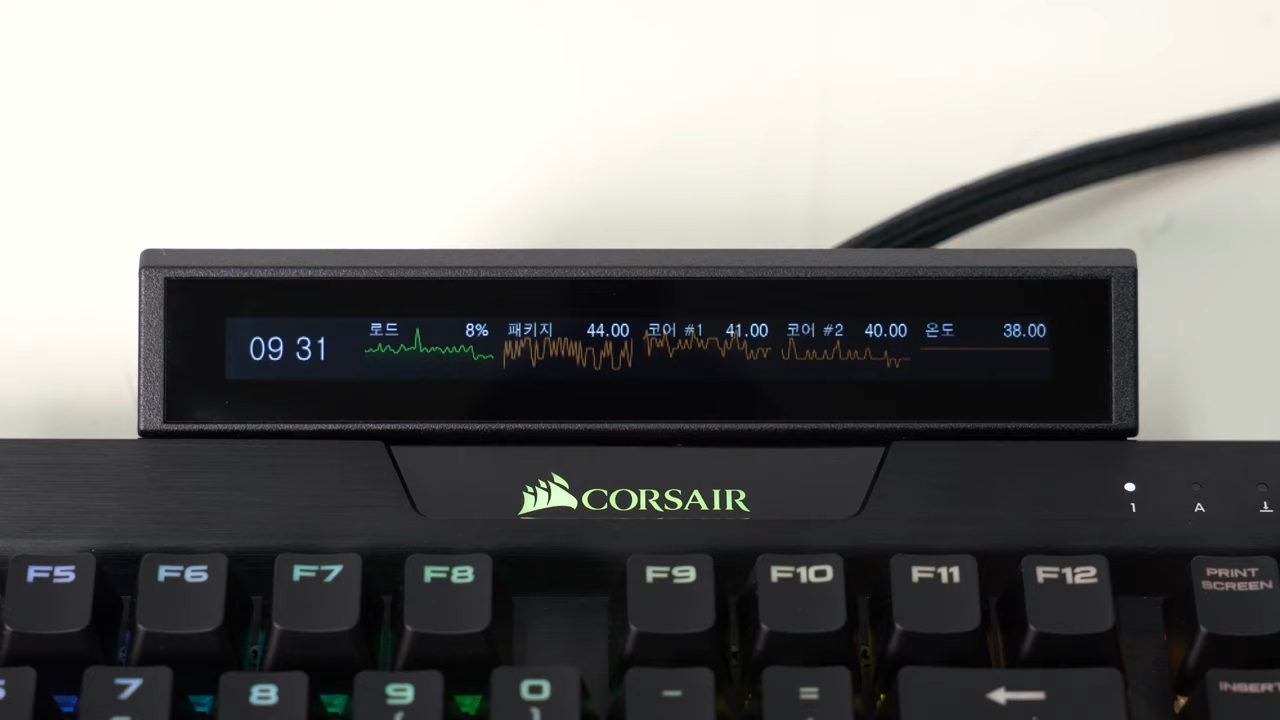 09 31
로드 8%
패키지 44.00
코어 #1 41.00
코어 #2 40.00
온도 38.00
CORSAIR
1 A
F5 F6 F7 F8 F9 F10 F11 F12 PRINT SCREEN
7 8 9 0 - = INSERT
(